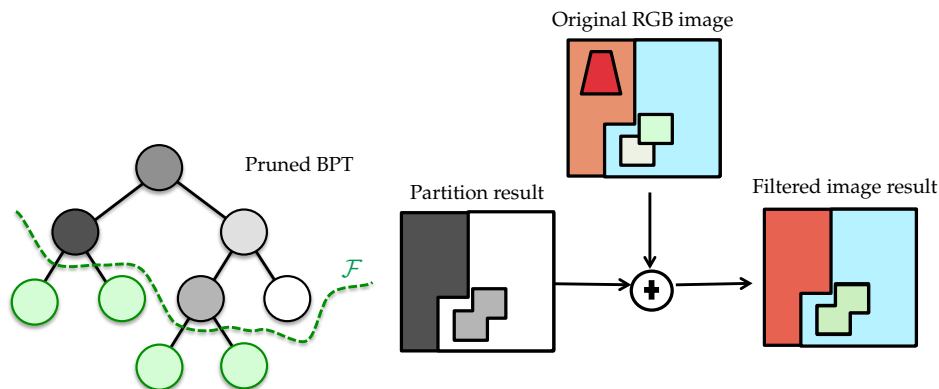 Original RGB image
Pruned BPT
Partition result
Filtered image result
ℱ